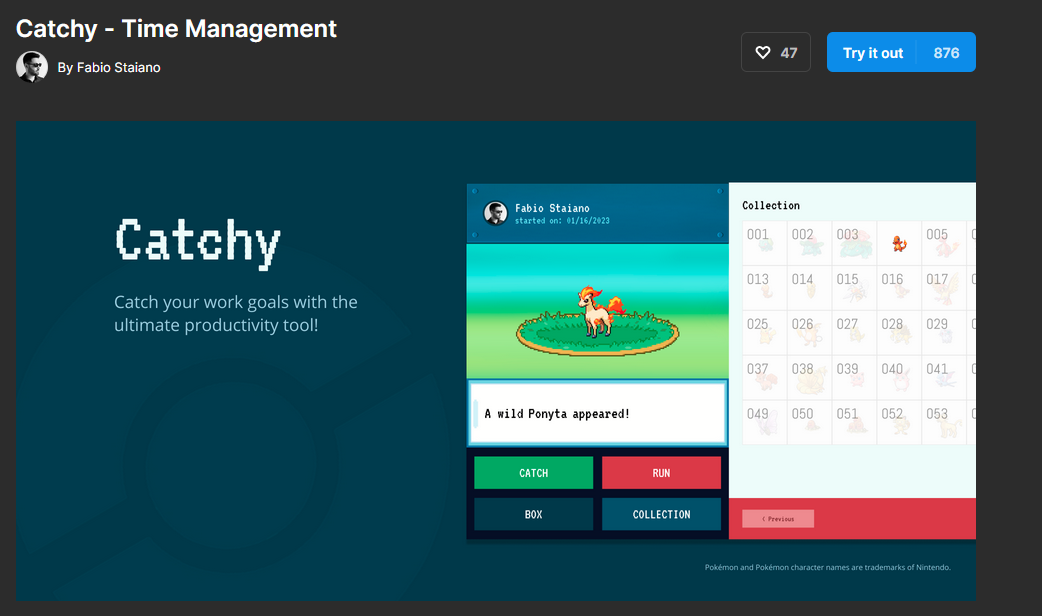 Catchy - Time Management
By Fabio Staiano
47
Try it out 876
Catchy
Catch your work goals with the
ultimate productivity tool!
Fabio Staiano
started on: 01/16/2023
A wild Ponyta appeared!
CATCH
RUN
BOX
COLLECTION
Collection
001 002 003 005
013 014 015 016 017
025 026 027 028 029
037 038 039 040 041
049 050 051 052 053
< Previous
Pokémon and Pokémon character names are trademarks of Nintendo.